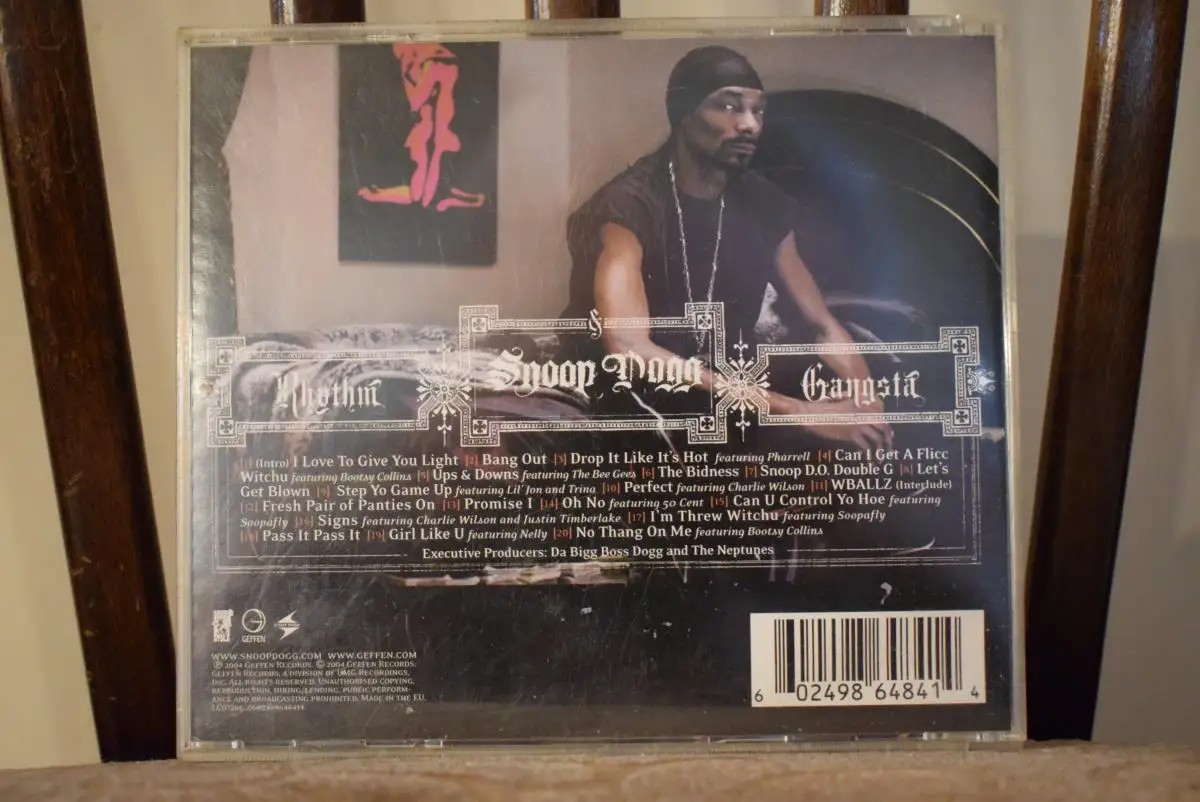 Rhythm
Snoop Dogg
Gangsta
[1] (Intro) I Love To Give You Light [2] Bang Out [3] Drop It Like It's Hot featuring Pharrell [4] Can I Get A Flicc
Witchu featuring Bootsy Collins [5] Ups & Downs featuring The Bee Gees [6] The Bidness [7] Snoop D.O. Double G [8] Let's
Get Blown [9] Step Yo Game Up featuring Lil' Jon and Trina [10] Perfect featuring Charlie Wilson [11] WBALLZ (Interlude)
[12] Fresh Pair of Panties On [13] Promise I [14] Oh No featuring 50 Cent [15] Can U Control Yo Hoe featuring
Soopafly [16] Signs featuring Charlie Wilson and Justin Timberlake [17] I'm Threw Witchu featuring Soopafly
[18] Pass It Pass It [19] Girl Like U featuring Nelly [20] No Thang On Me featuring Bootsy Collins
Executive Producers: Da Bigg Boss Dogg and The Neptunes
GEFFEN
www.snoopdogg.com www.geffen.com
℗ 2004 Geffen Records. © 2004 Geffen Records.
Geffen Records, a division of UMG Recordings,
Inc. All rights reserved. Unauthorised copying,
reproduction, hiring, lending, public perform-
ance and broadcasting prohibited. Made in the EU.
LC07266 0602498648414
6 02498 64841 4